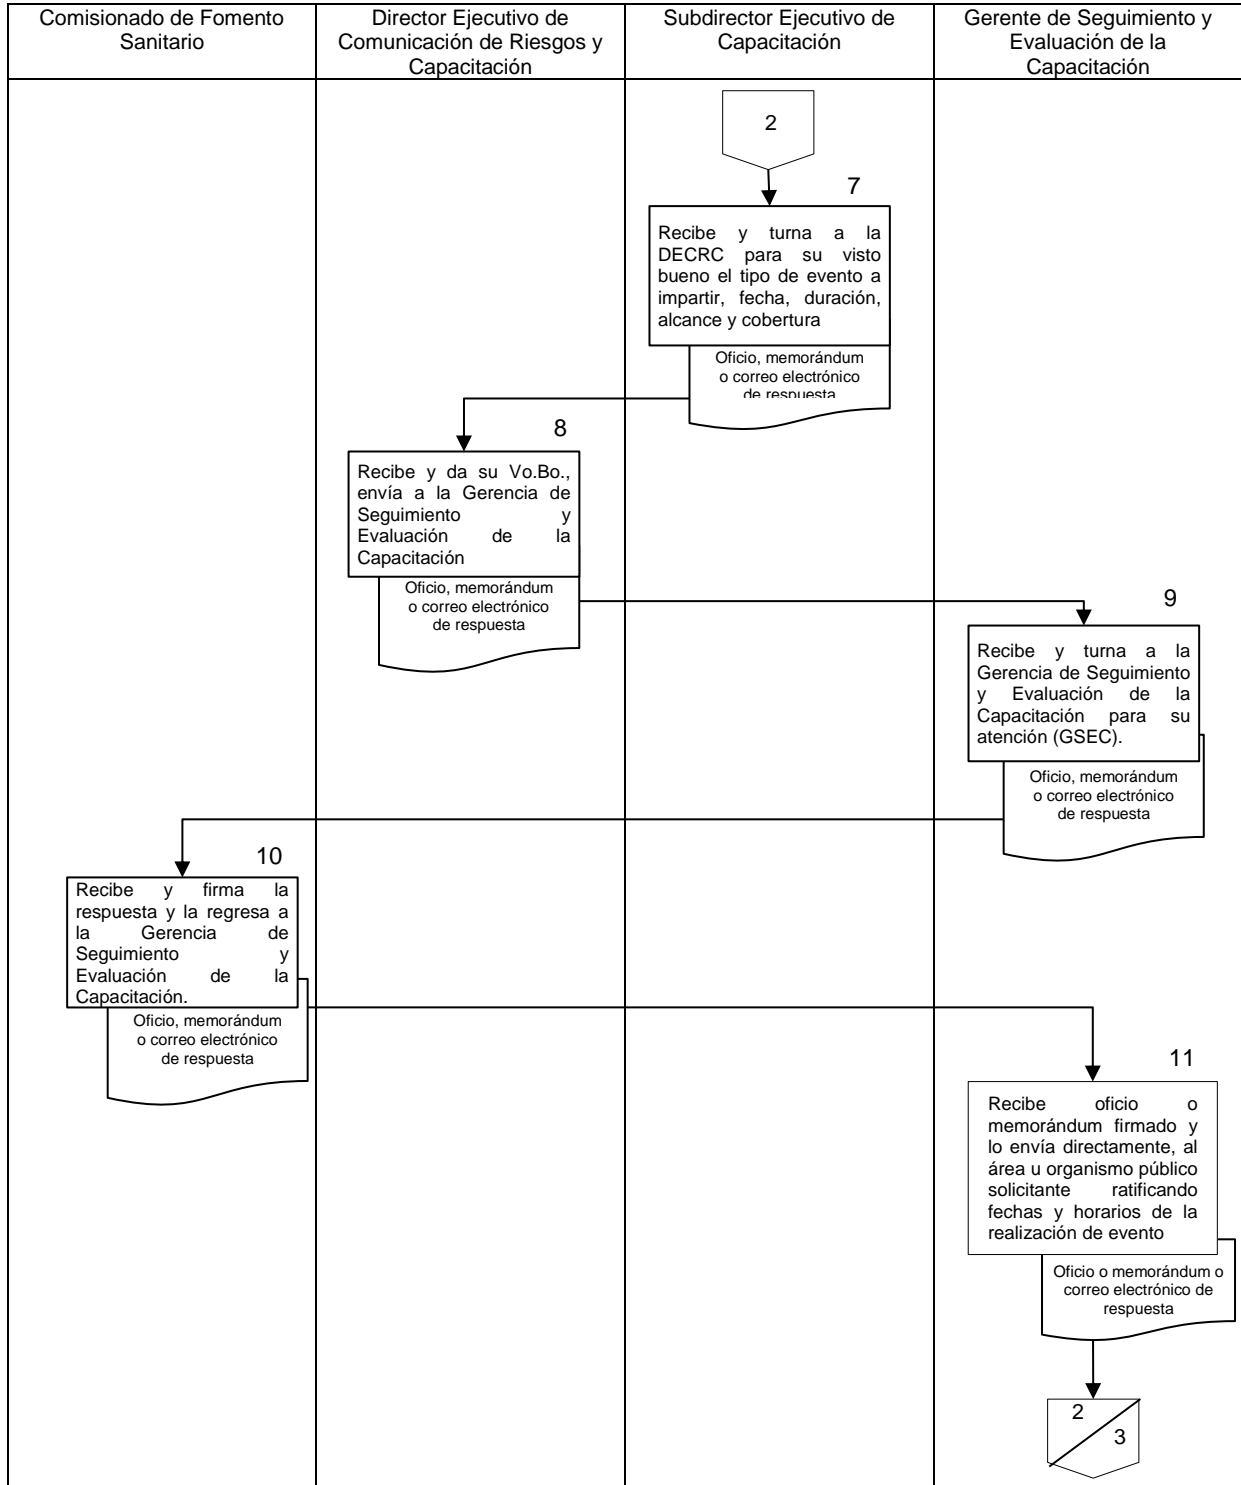 Comisionado de Fomento
Sanitario
Director Ejecutivo de
Comunicación de Riesgos y
Capacitación
Subdirector Ejecutivo de
Capacitación
Gerente de Seguimiento y
Evaluación de la
Capacitación
2
7
Recibe y turna a la
DECRC para su visto
bueno el tipo de evento a
impartir, fecha, duración,
alcance y cobertura
Oficio, memorándum
o correo electrónico
de respuesta
8
Recibe y da su Vo.Bo.,
envía a la Gerencia de
Seguimiento y
Evaluación de la
Capacitación
Oficio, memorándum
o correo electrónico
de respuesta
9
Recibe y turna a la
Gerencia de Seguimiento
y Evaluación de la
Capacitación para su
atención (GSEC).
Oficio, memorándum
o correo electrónico
de respuesta
10
Recibe y firma la
respuesta y la regresa a
la Gerencia de
Seguimiento y
Evaluación de la
Capacitación.
Oficio, memorándum
o correo electrónico
de respuesta
11
Recibe oficio o
memorándum firmado y
lo envía directamente, al
área u organismo público
solicitante ratificando
fechas y horarios de la
realización de evento
Oficio o memorándum o
correo electrónico de
respuesta
2
3